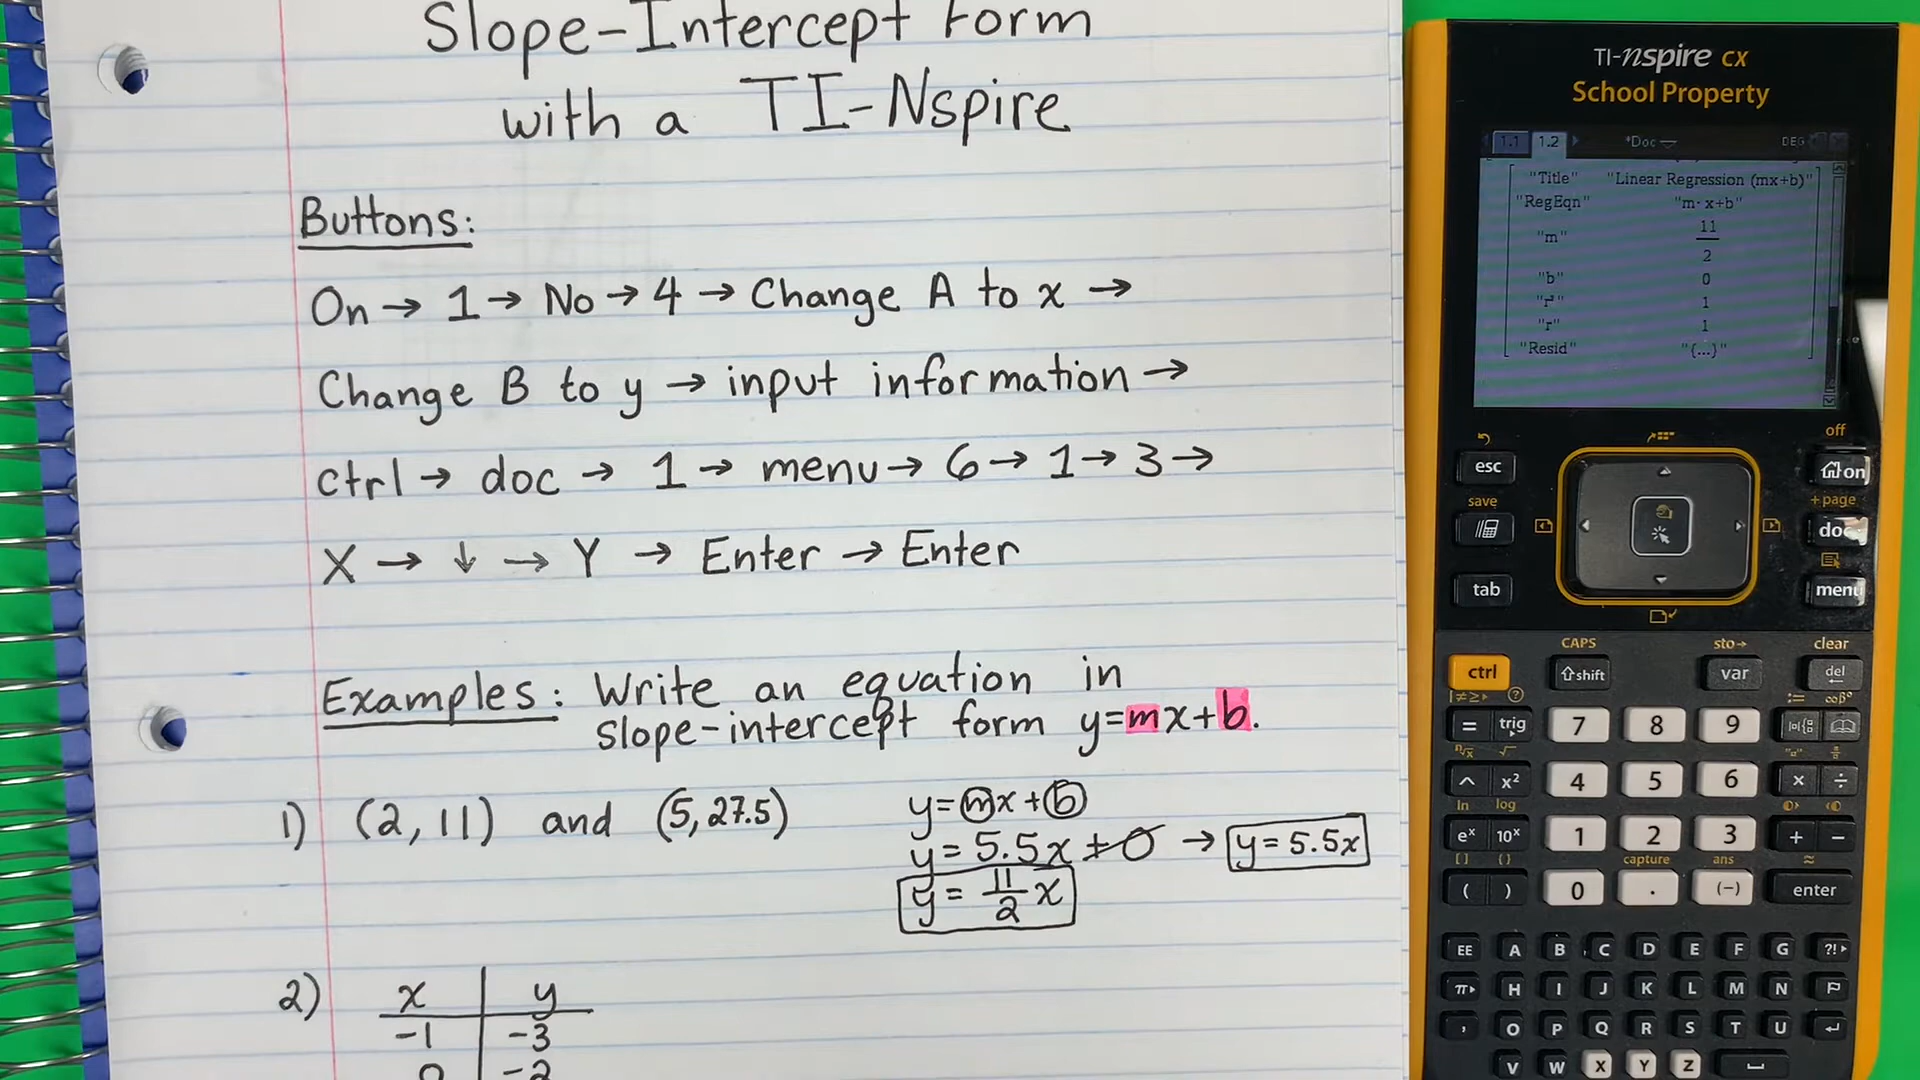 Slope-Intercept Form
with a TI-Nspire
Buttons:
On → 1 → No → 4 → Change A to x →
Change B to y → input information →
ctrl → doc → 1 → menu → 6 → 1 → 3 →
X → ↓ → Y → Enter → Enter
Examples: Write an equation in
slope-intercept form y=mx+b.
1) (2, 11) and (5, 27.5)
y=mx+b
y= 5.5x+0 → y= 5.5x
y= 11/2 x
2)
x y
-1 -3
0 -2
TI-nspire CX
School Property
1.1 1.2 *Doc DEG
"Title" "Linear Regression (mx+b)"
"RegEqn" "m·x+b"
"m" 11/2
"b" 0
"r²" 1
"r" 1
"Resid" "{...}"
off
esc on
save + page
doc
tab menu
CAPS sto→ clear
ctrl shift var del
= trig 7 8 9
^ x² 4 5 6 × ÷
ln log
eˣ 10ˣ 1 2 3 + −
[] {} capture ans ≈
( ) 0 . (−) enter
EE A B C D E F G ?!▸
π▸ H I J K L M N
, O P Q R S T U
V W X Y Z